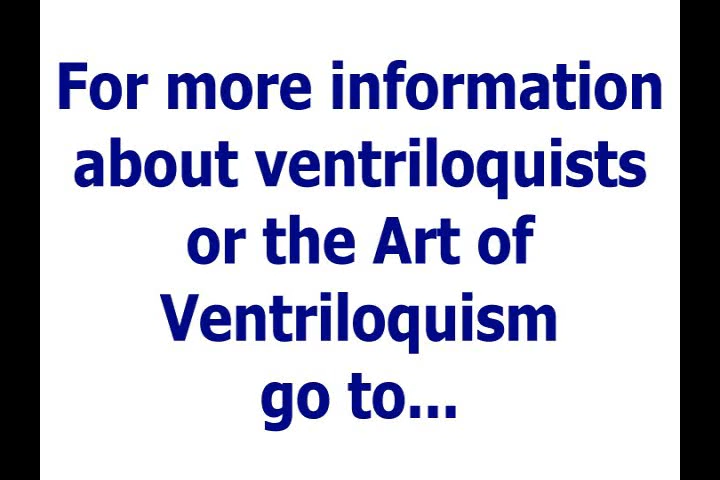 For more information
about ventriloquists
or the Art of
Ventriloquism
go to...